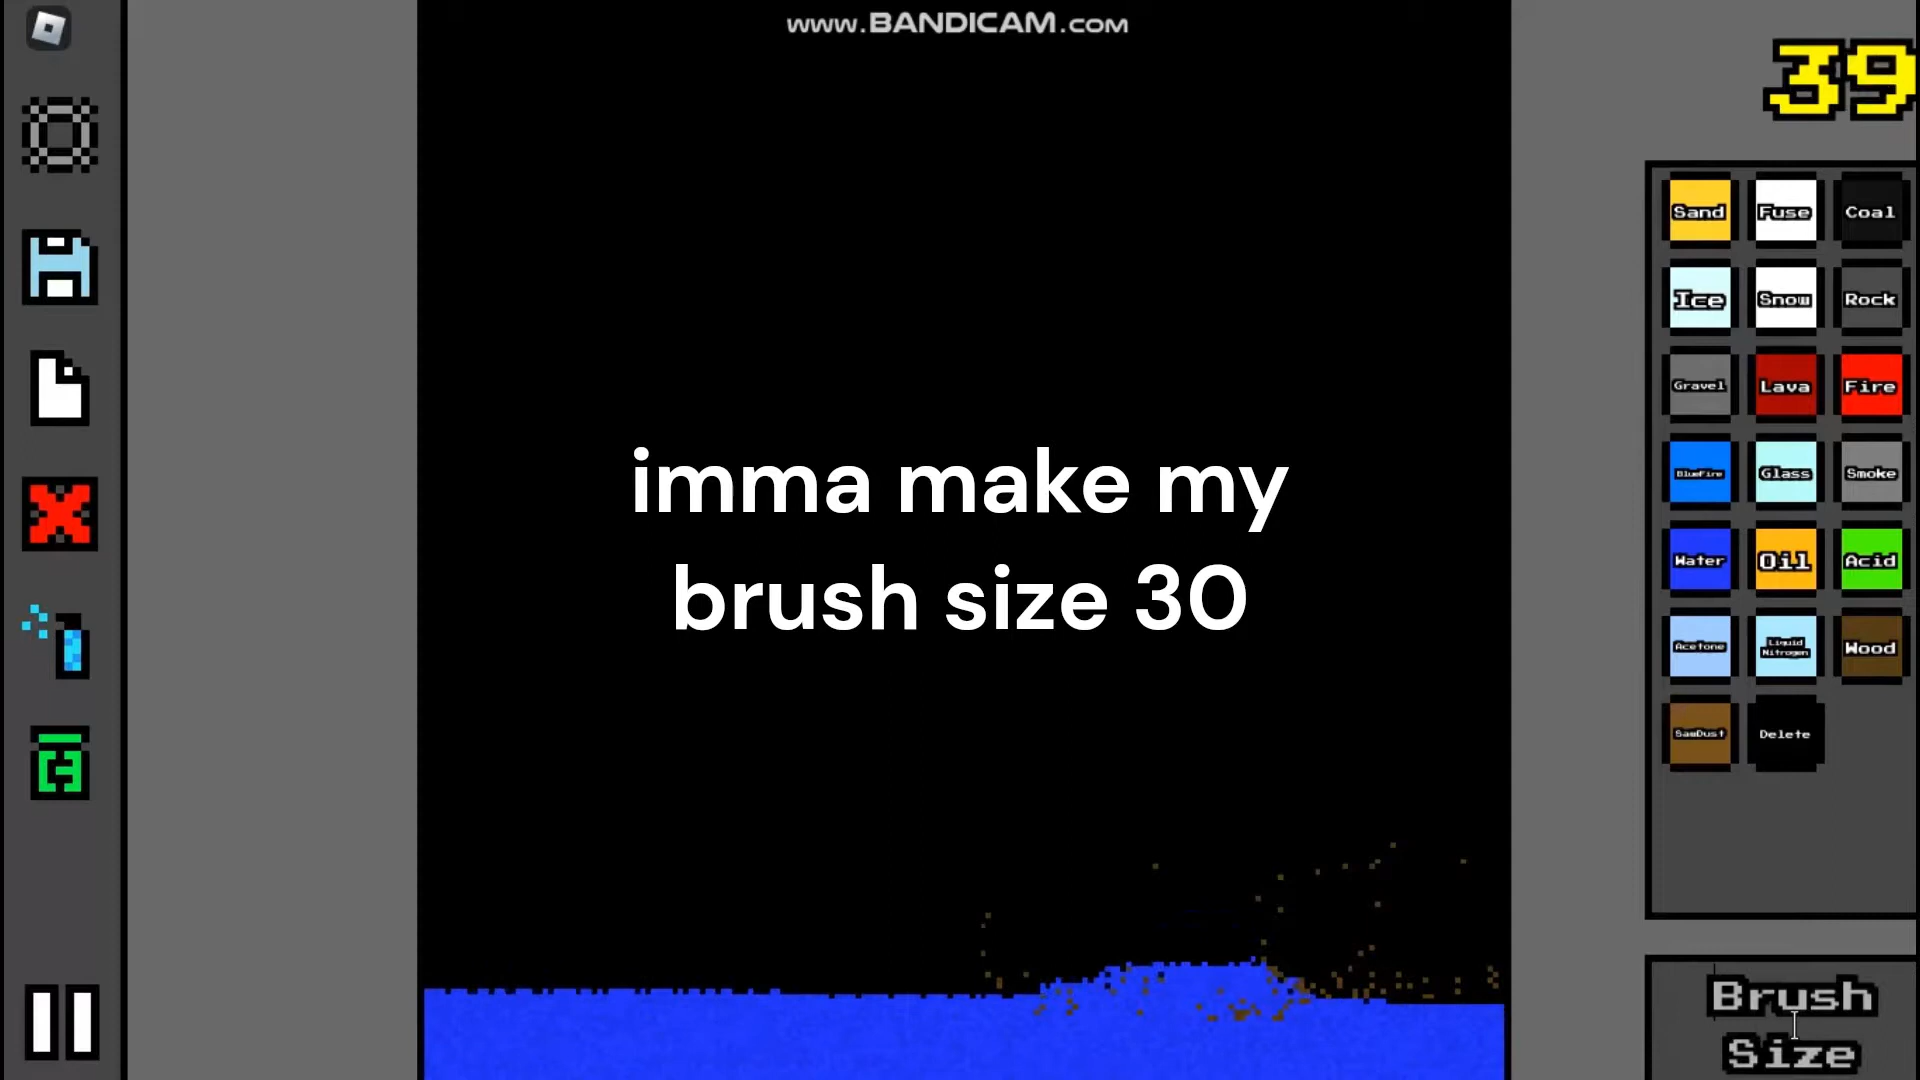 www.BANDICAM.COM
39
Sand Fuse Coal
Ice Snow Rock
Gravel Lava Fire
BlueFire Glass Smoke
Water Oil Acid
Acetone Liquid Nitrogen Wood
SawDust Delete
imma make my
brush size 30
Brush
Size